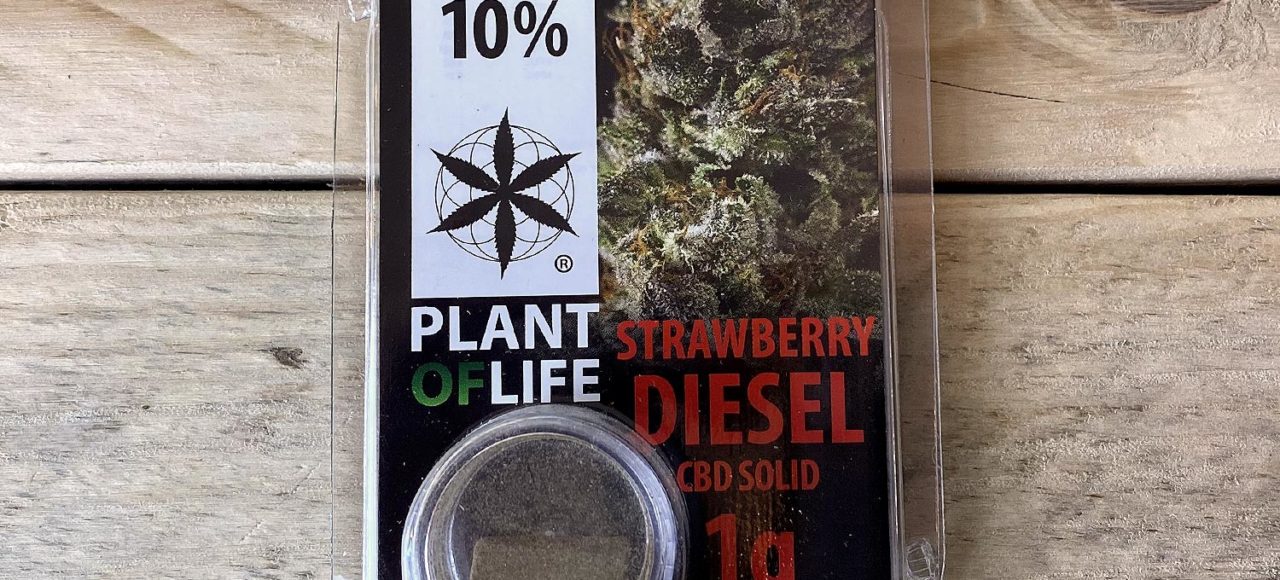 10%
®
PLANT
OFLIFE
STRAWBERRY
DIESEL
CBD SOLID
1g